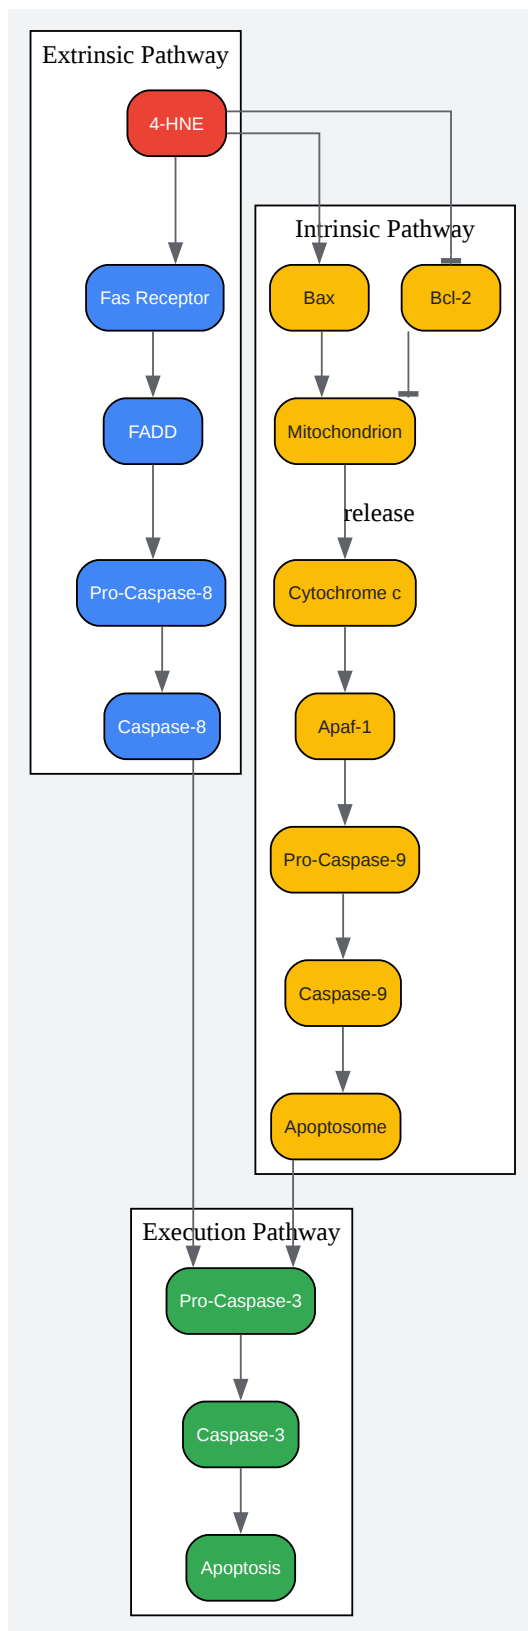 Extrinsic Pathway
4-HNE
Fas Receptor
FADD
Pro-Caspase-8
Caspase-8
Intrinsic Pathway
Bax
Bcl-2
Mitochondrion
release
Cytochrome c
Apaf-1
Pro-Caspase-9
Caspase-9
Apoptosome
Execution Pathway
Pro-Caspase-3
Caspase-3
Apoptosis